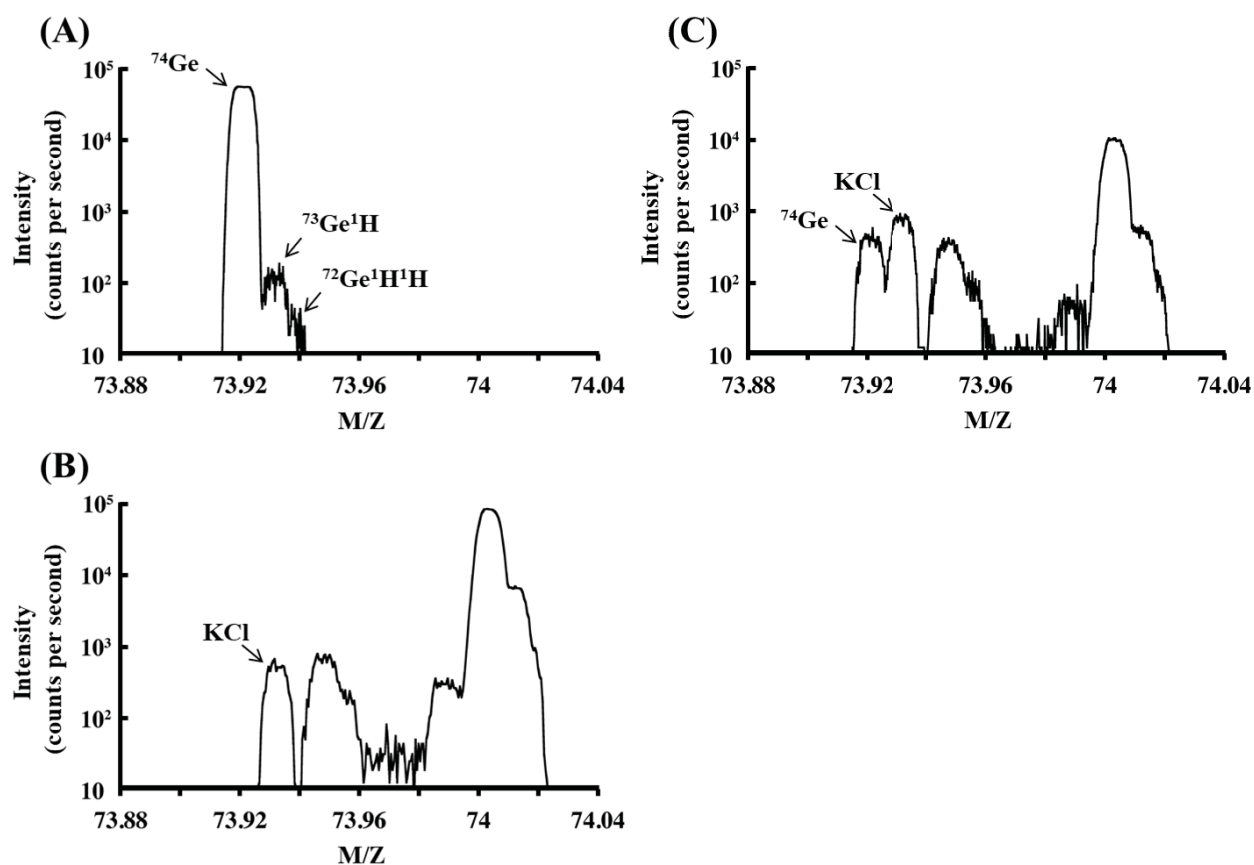 (A)
⁷⁴Ge
⁷³Ge¹H
⁷²Ge¹H¹H
Intensity
(counts per second)
10⁵
10⁴
10³
10²
10
73.88 73.92 73.96 74 74.04
M/Z
(C)
KCl
⁷⁴Ge
Intensity
(counts per second)
10⁵
10⁴
10³
10²
10
73.88 73.92 73.96 74 74.04
M/Z
(B)
KCl
Intensity
(counts per second)
10⁵
10⁴
10³
10²
10
73.88 73.92 73.96 74 74.04
M/Z